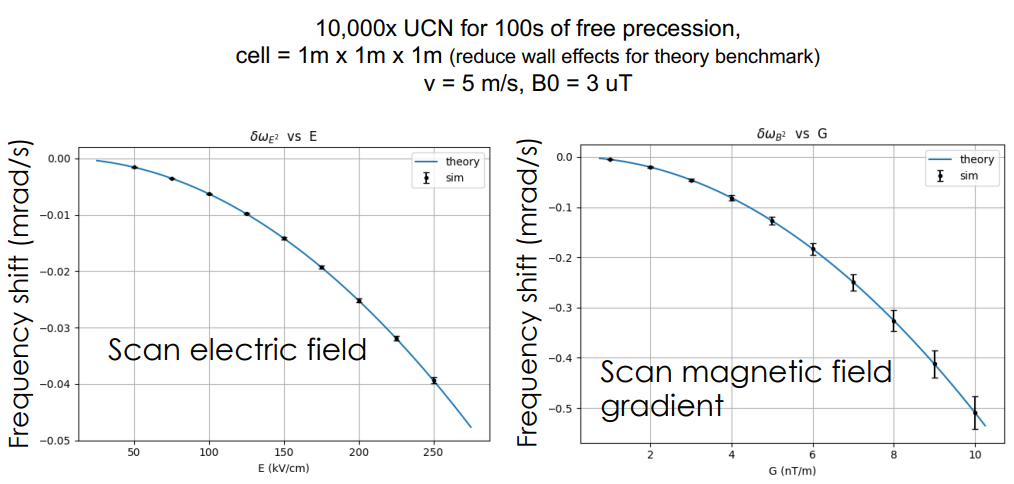 10,000x UCN for 100s of free precession,
cell = 1m x 1m x 1m (reduce wall effects for theory benchmark)
v = 5 m/s, B0 = 3 uT
δω_E² vs E
Frequency shift (mrad/s)
0.00
−0.01
−0.02
−0.03
−0.04
−0.05
theory
sim
Scan electric field
50 100 150 200 250
E (kV/cm)
δω_B² vs G
Frequency shift (mrad/s)
0.0
−0.1
−0.2
−0.3
−0.4
−0.5
theory
sim
Scan magnetic field
gradient
2 4 6 8 10
G (nT/m)